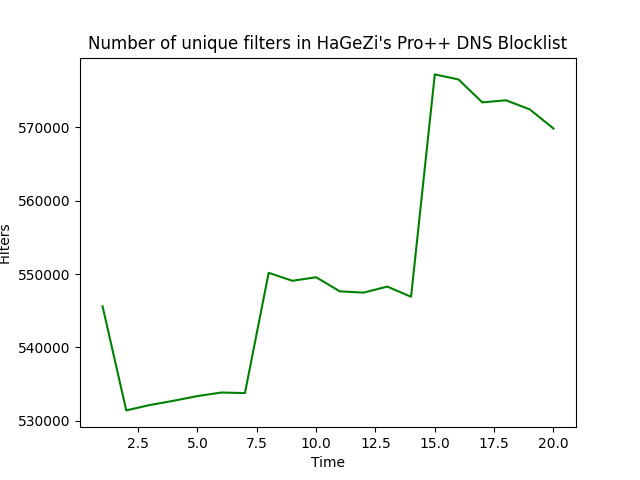 Number of unique filters in HaGeZi's Pro++ DNS Blocklist
570000
560000
550000
540000
530000
Filters
2.5 5.0 7.5 10.0 12.5 15.0 17.5 20.0
Time